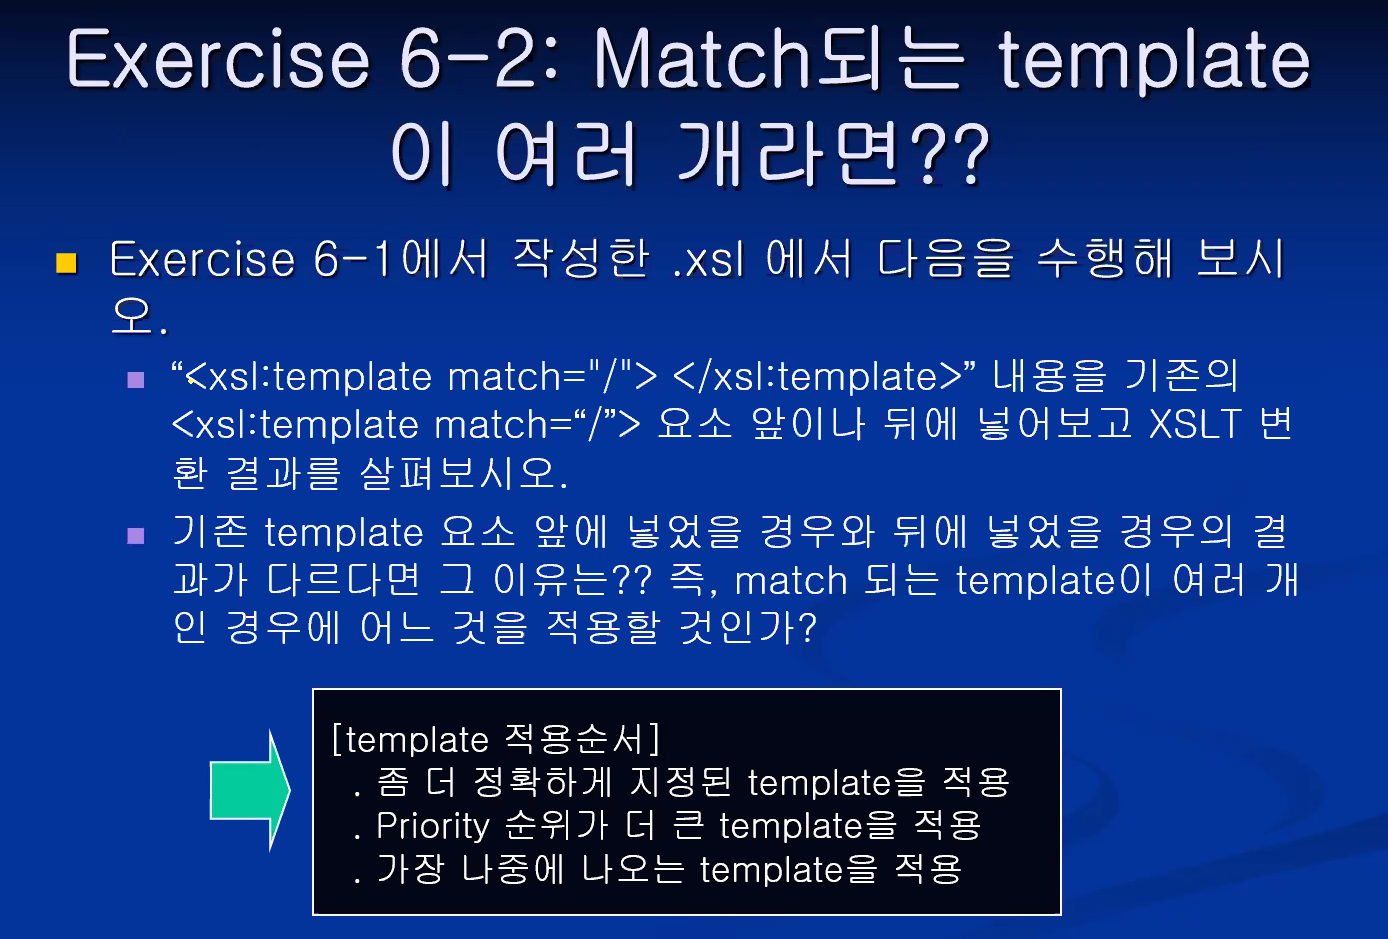 Exercise 6-2: Match되는 template
이 여러 개라면??
Exercise 6-1에서 작성한 .xsl 에서 다음을 수행해 보시
오.
“<xsl:template match="/"> </xsl:template>” 내용을 기존의
<xsl:template match=“/”> 요소 앞이나 뒤에 넣어보고 XSLT 변
환 결과를 살펴보시오.
기존 template 요소 앞에 넣었을 경우와 뒤에 넣었을 경우의 결
과가 다르다면 그 이유는?? 즉, match 되는 template이 여러 개
인 경우에 어느 것을 적용할 것인가?
[template 적용순서]
. 좀 더 정확하게 지정된 template을 적용
. Priority 순위가 더 큰 template을 적용
. 가장 나중에 나오는 template을 적용